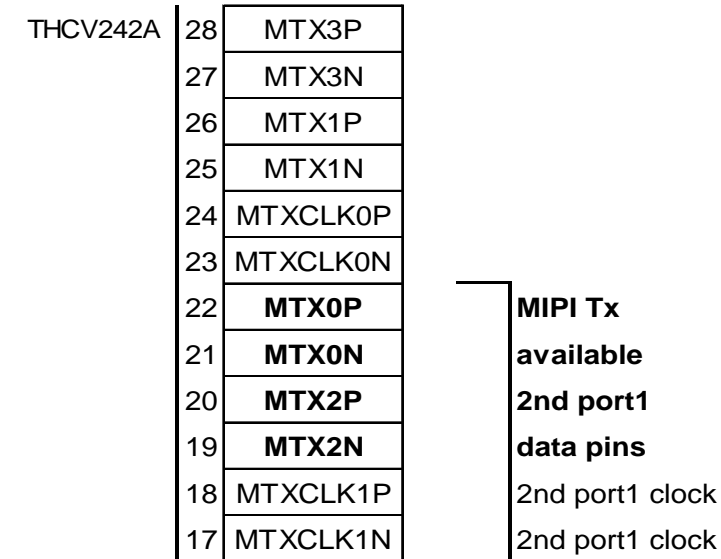 THCV242A 28 MTX3P
27 MTX3N
26 MTX1P
25 MTX1N
24 MTXCLK0P
23 MTXCLK0N
22 MTX0P MIPI Tx
21 MTX0N available
20 MTX2P 2nd port1
19 MTX2N data pins
18 MTXCLK1P 2nd port1 clock
17 MTXCLK1N 2nd port1 clock